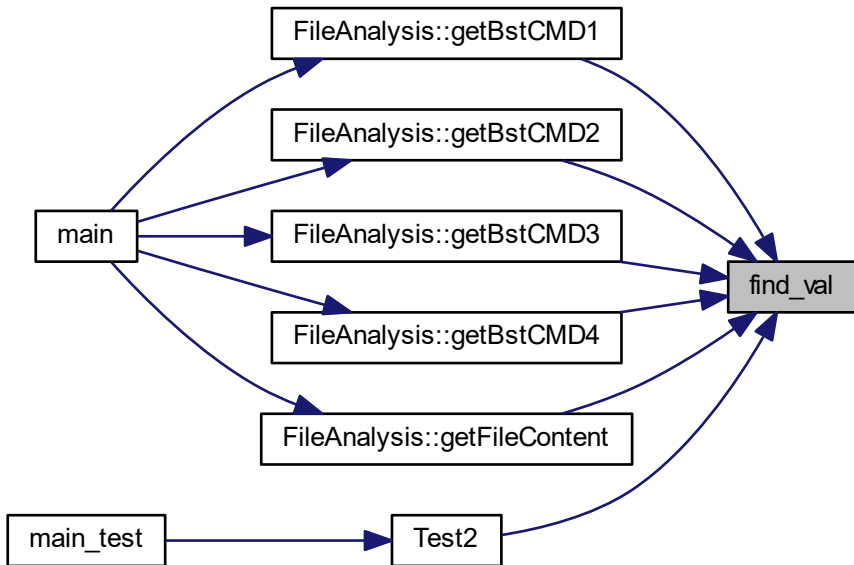 FileAnalysis::getBstCMD1
FileAnalysis::getBstCMD2
main
FileAnalysis::getBstCMD3
find_val
FileAnalysis::getBstCMD4
FileAnalysis::getFileContent
main_test
Test2